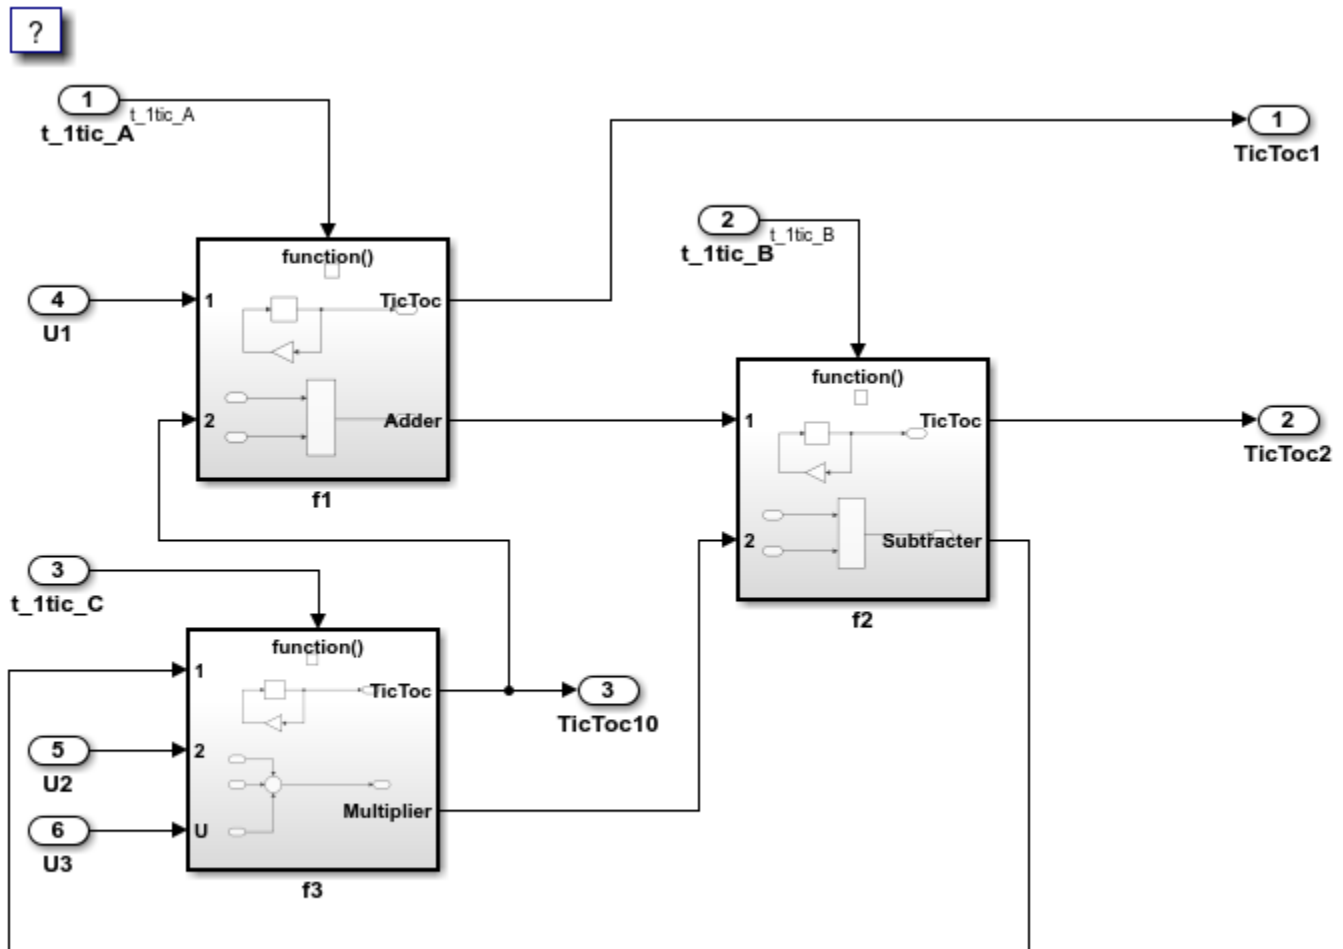 ?
1
t_1tic_A
t_1tic_A
1
TicToc1
2
t_1tic_B
t_1tic_B
function()
4
1
TicToc
U1
2
Adder
f1
function()
1
TicToc
2
TicToc2
2
Subtracter
f2
3
t_1tic_C
function()
1
TicToc
3
TicToc10
5
2
U2
Multiplier
6
U
U3
f3